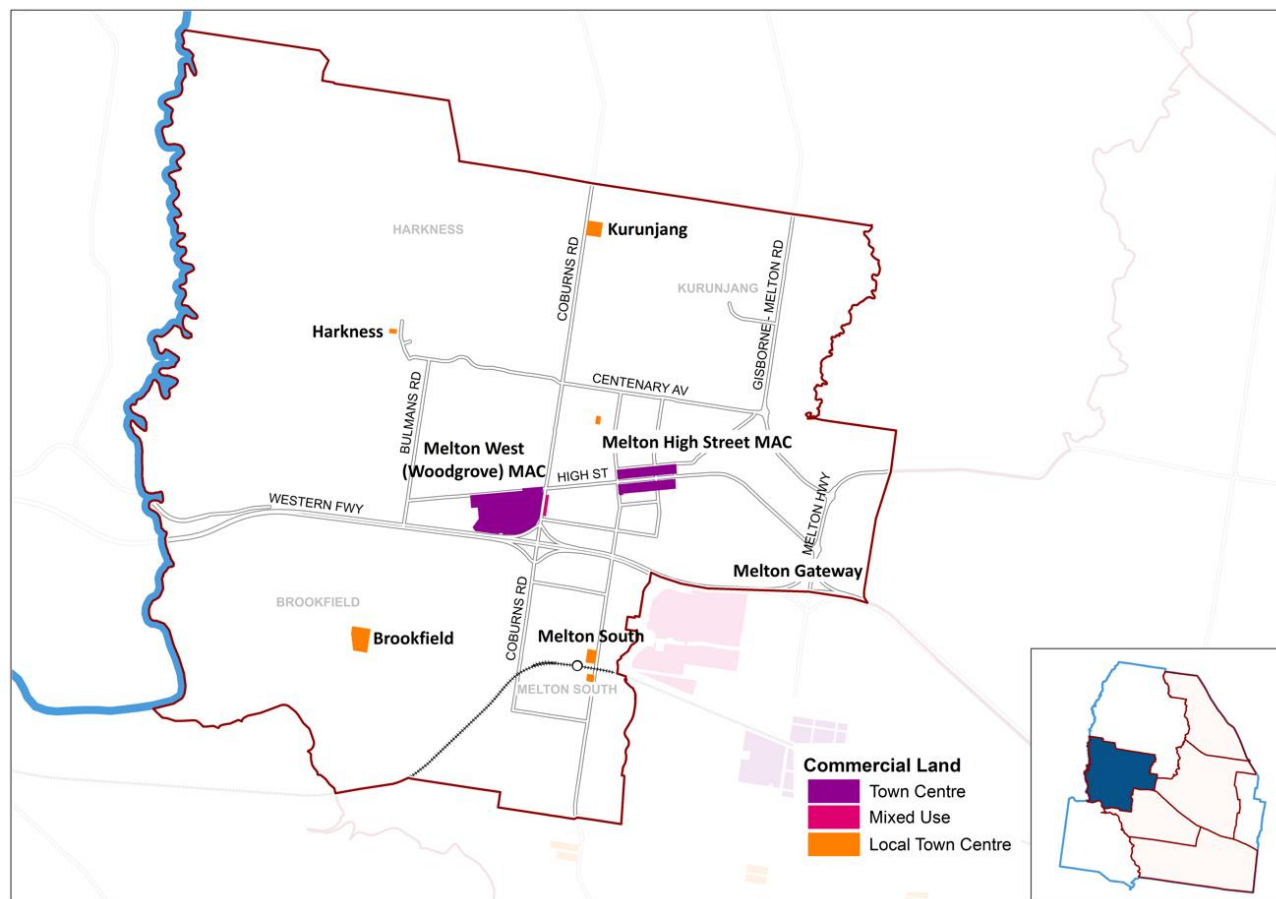 HARKNESS
Kurunjang
COBURNS RD
KURUNJANG
GISBORNE - MELTON RD
Harkness
CENTENARY AV
BULMANS RD
Melton West
(Woodgrove) MAC
Melton High Street MAC
HIGH ST
WESTERN FWY
MELTON HWY
Melton Gateway
BROOKFIELD
Brookfield
COBURNS RD
Melton South
MELTON SOUTH
Commercial Land
Town Centre
Mixed Use
Local Town Centre